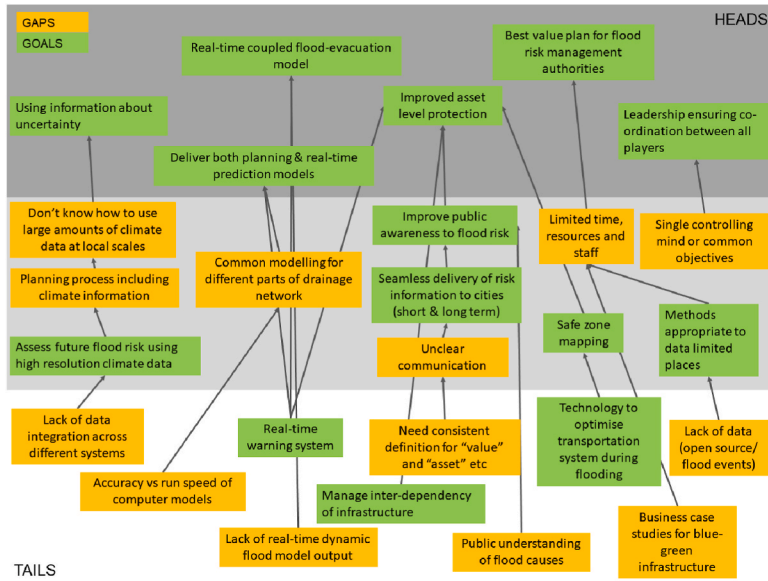 GAPS
GOALS
HEADS
Real-time coupled flood-evacuation
model
Best value plan for flood
risk management
authorities
Using information about
uncertainty
Improved asset
level protection
Leadership ensuring co-
ordination between all
players
Deliver both planning & real-time
prediction models
Don't know how to use
large amounts of climate
data at local scales
Improve public
awareness to flood risk
Limited time,
resources and
staff
Single controlling
mind or common
objectives
Planning process including
climate information
Common modelling for
different parts of drainage
network
Seamless delivery of risk
information to cities
(short & long term)
Safe zone
mapping
Methods
appropriate to
data limited
places
Assess future flood risk using
high resolution climate data
Unclear
communication
Lack of data
integration across
different systems
Real-time
warning system
Need consistent
definition for "value"
and "asset" etc
Technology to
optimise
transportation
system during
flooding
Lack of data
(open source/
flood events)
Accuracy vs run speed of
computer models
Manage inter-dependency
of infrastructure
Lack of real-time dynamic
flood model output
Public understanding
of flood causes
Business case
studies for blue-
green
infrastructure
TAILS